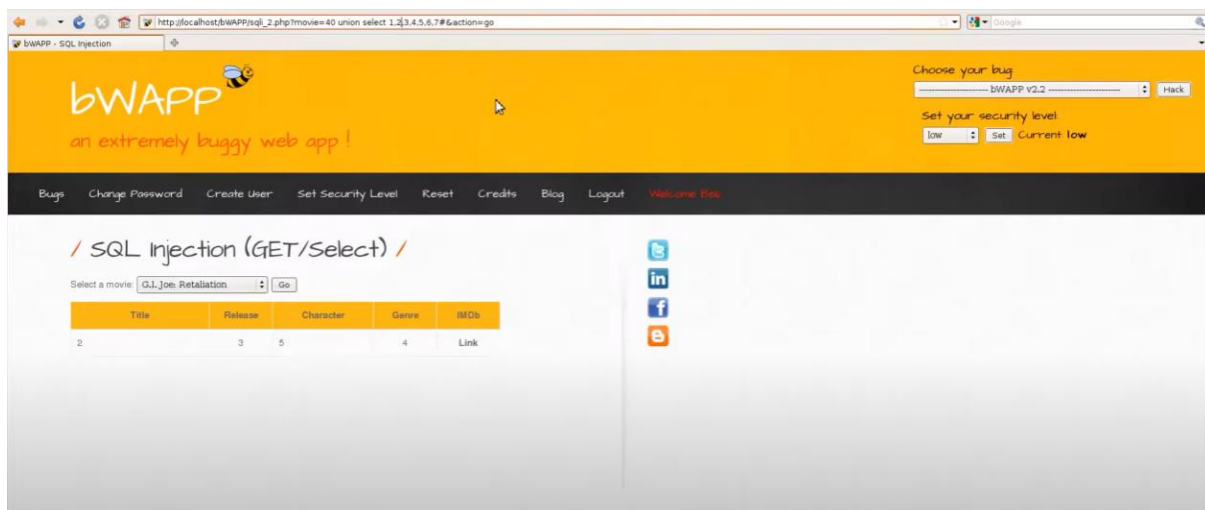 http://localhost/bWAPP/sqli_2.php?movie=40 union select 1,2,3,4,5,6,7#&action=go
Google
bWAPP - SQL Injection
bWAPP
an extremely buggy web app !
Choose your bug:
---------------------- bWAPP v2.2 ----------------------
Hack
Set your security level:
low Set Current: low
Bugs Change Password Create User Set Security Level Reset Credits Blog Logout Welcome Bee
/ SQL Injection (GET/Select) /
Select a movie: G.I. Joe: Retaliation Go
Title Release Character Genre IMDb
2 3 5 4 Link